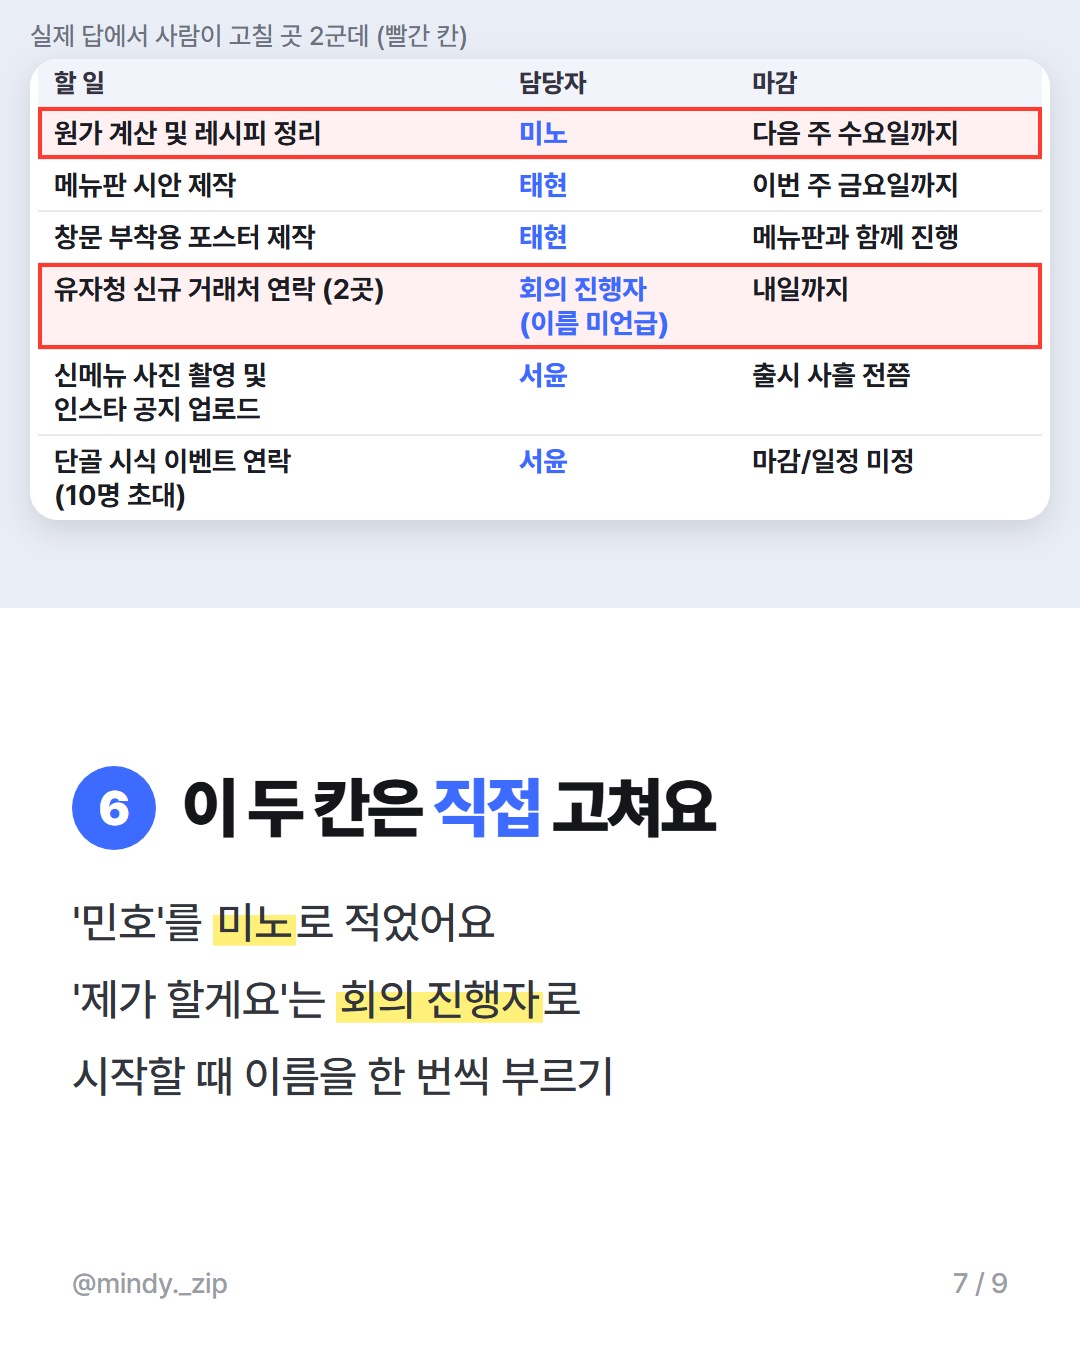 실제 답에서 사람이 고칠 곳 2군데 (빨간 칸)
할 일 담당자 마감
원가 계산 및 레시피 정리 미노 다음 주 수요일까지
메뉴판 시안 제작 태현 이번 주 금요일까지
창문 부착용 포스터 제작 태현 메뉴판과 함께 진행
유자청 신규 거래처 연락 (2곳) 회의 진행자 내일까지
(이름 미언급)
신메뉴 사진 촬영 및 서윤 출시 사흘 전쯤
인스타 공지 업로드
단골 시식 이벤트 연락 서윤 마감/일정 미정
(10명 초대)
6 이 두 칸은 직접 고쳐요
'민호'를 미노로 적었어요
'제가 할게요'는 회의 진행자로
시작할 때 이름을 한 번씩 부르기
@mindy._zip 7 / 9